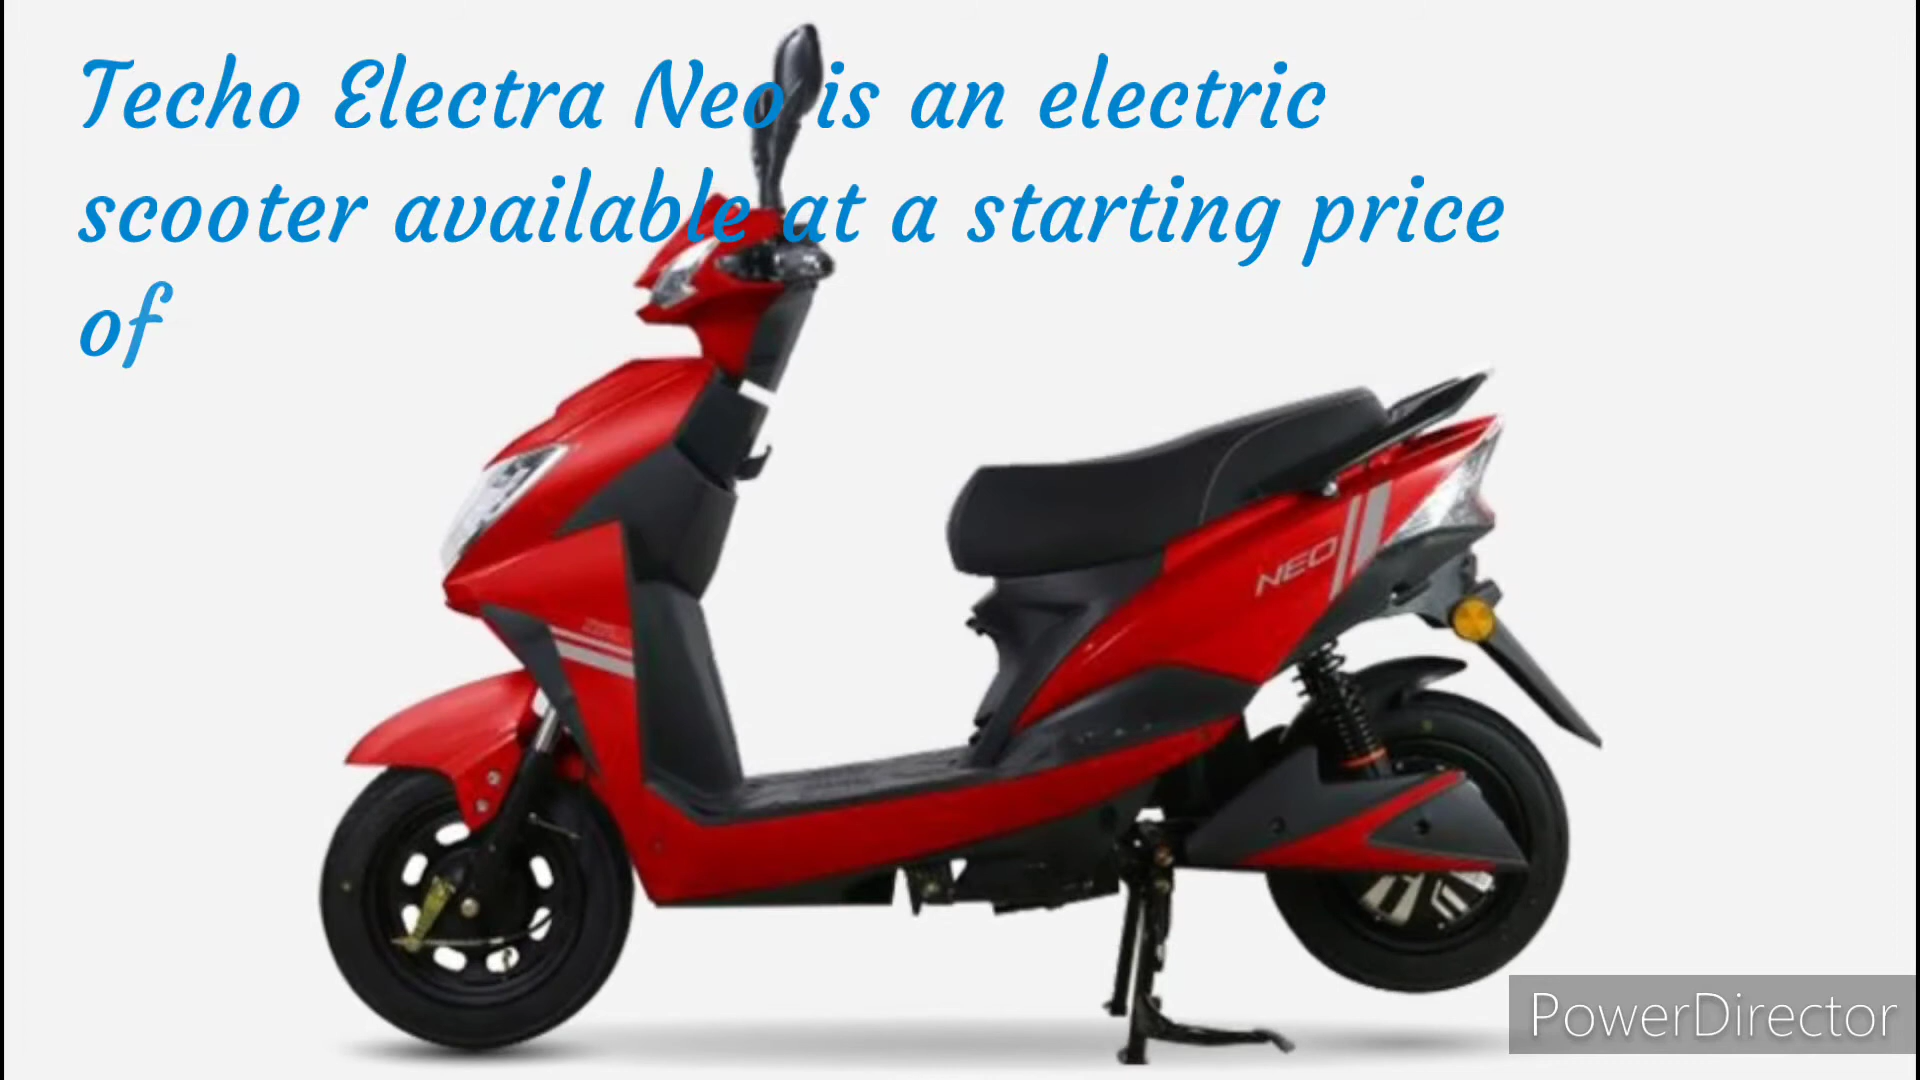 Techo Electra Neo is an electric
scooter available at a starting price
of
NEO
PowerDirector